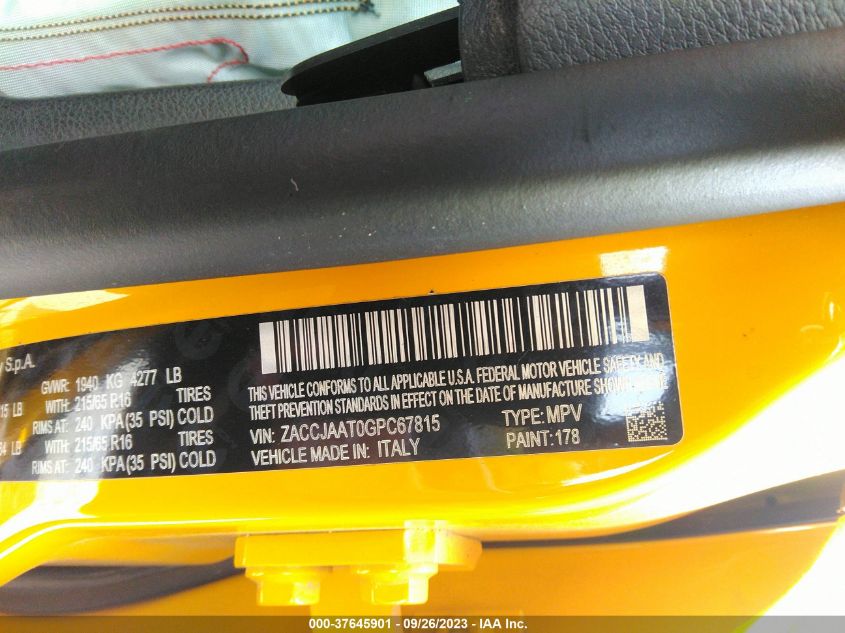 S.p.A.
GVWR: 1940 KG 4277 LB
LB WITH: 215/65 R16 TIRES
RIMS AT: 240 KPA(35 PSI) COLD
LB WITH: 215/65 R16 TIRES
RIMS AT: 240 KPA(35 PSI) COLD
THIS VEHICLE CONFORMS TO ALL APPLICABLE U.S.A. FEDERAL MOTOR VEHICLE SAFETY AND
THEFT PREVENTION STANDARDS IN EFFECT ON THE DATE OF MANUFACTURE SHOWN
VIN: ZACCJAAT0GPC67815 TYPE: MPV
VEHICLE MADE IN: ITALY PAINT: 178
000-37645901 - 09/26/2023 - IAA Inc.